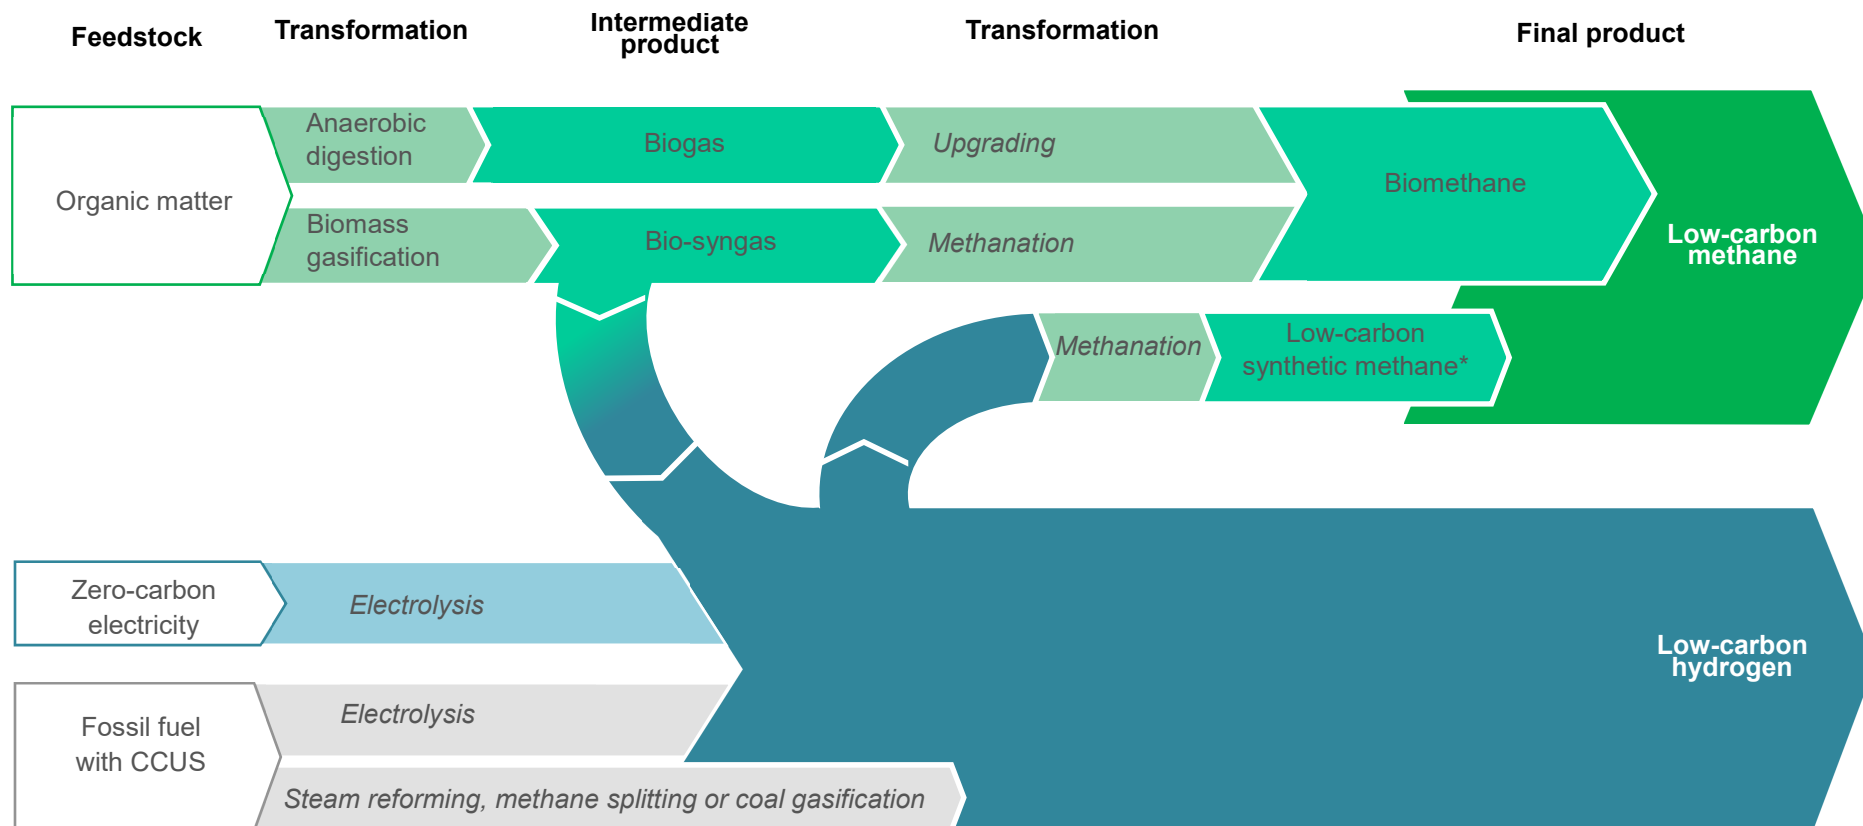 Feedstock
Transformation
Intermediate
product
Transformation
Final product
Organic matter
Anaerobic
digestion
Biogas
Upgrading
Biomethane
Biomass
gasification
Bio-syngas
Methanation
Low-carbon
methane
Methanation
Low-carbon
synthetic methane*
Zero-carbon
electricity
Electrolysis
Low-carbon
hydrogen
Fossil fuel
with CCUS
Electrolysis
Steam reforming, methane splitting or coal gasification